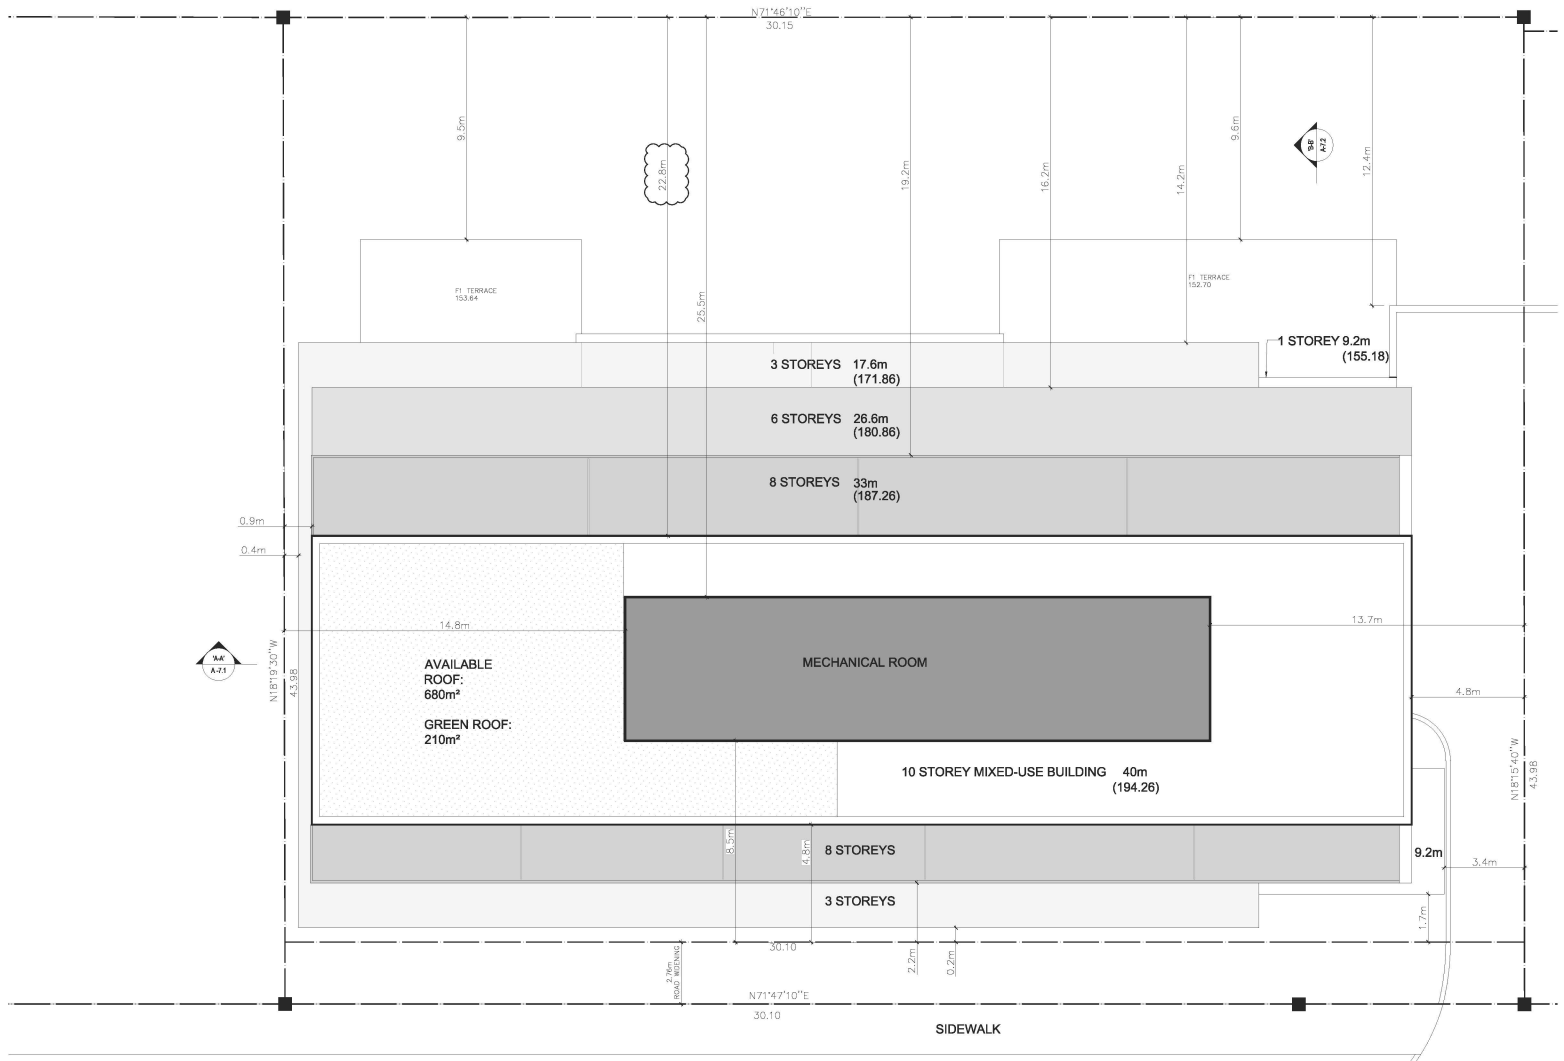 N71°46'10''E
30.15
9.5m
22.8m
25.5m
19.2m
16.2m
14.2m
9.6m
12.4m
'B-B'
A-7.2
F1 TERRACE
153.64
F1 TERRACE
152.70
1 STOREY 9.2m
(155.18)
3 STOREYS 17.6m
(171.86)
6 STOREYS 26.6m
(180.86)
8 STOREYS 33m
(187.26)
0.9m
0.4m
14.8m
13.7m
'A-A'
A-7.1
N18°19'30''W
43.98
AVAILABLE
ROOF:
680m²
GREEN ROOF:
210m²
MECHANICAL ROOM
4.8m
N18°15'40''W
43.98
10 STOREY MIXED-USE BUILDING 40m
(194.26)
8.5m
4.8m
8 STOREYS
9.2m
3.4m
3 STOREYS
1.7m
30.10
2.2m
0.2m
2.76m
ROAD WIDENING
N71°47'10''E
30.10
SIDEWALK